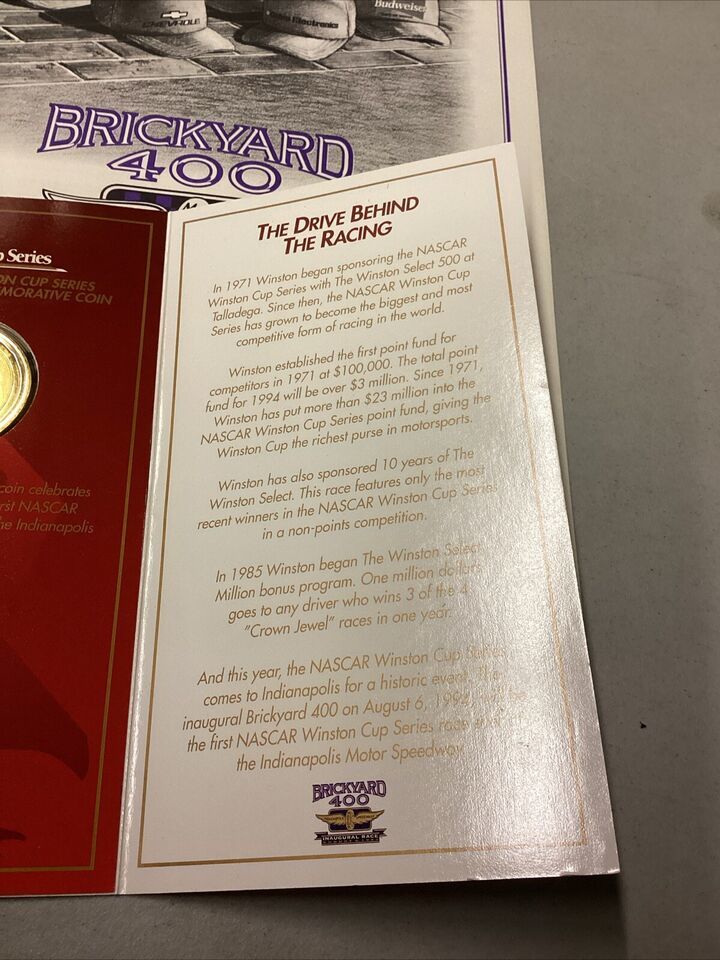 CHEVROLET
Electronics
Budweiser
BRICKYARD
400
Series
ON CUP SERIES
MORATIVE COIN
coin celebrates
rst NASCAR
he Indianapolis
THE DRIVE BEHIND
THE RACING
In 1971 Winston began sponsoring the NASCAR
Winston Cup Series with The Winston Select 500 at
Talladega. Since then, the NASCAR Winston Cup
Series has grown to become the biggest and most
competitive form of racing in the world.
Winston established the first point fund for
competitors in 1971 at $100,000. The total point
fund for 1994 will be over $3 million. Since 1971,
Winston has put more than $23 million into the
NASCAR Winston Cup Series point fund, giving the
Winston Cup the richest purse in motorsports.
Winston has also sponsored 10 years of The
Winston Select. This race features only the most
recent winners in the NASCAR Winston Cup Series
in a non-points competition.
In 1985 Winston began The Winston Select
Million bonus program. One million dollars
goes to any driver who wins 3 of the 4
"Crown Jewel" races in one year.
And this year, the NASCAR Winston Cup Series
comes to Indianapolis for a historic event. The
inaugural Brickyard 400 on August 6, 1994, will be
the first NASCAR Winston Cup Series race ever at
the Indianapolis Motor Speedway.
BRICKYARD
400
INAUGURAL RACE